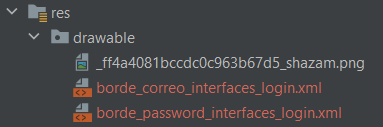 res
drawable
_ff4a4081bccdc0c963b67d5_shazam.png
borde_correo_interfaces_login.xml
borde_password_interfaces_login.xml